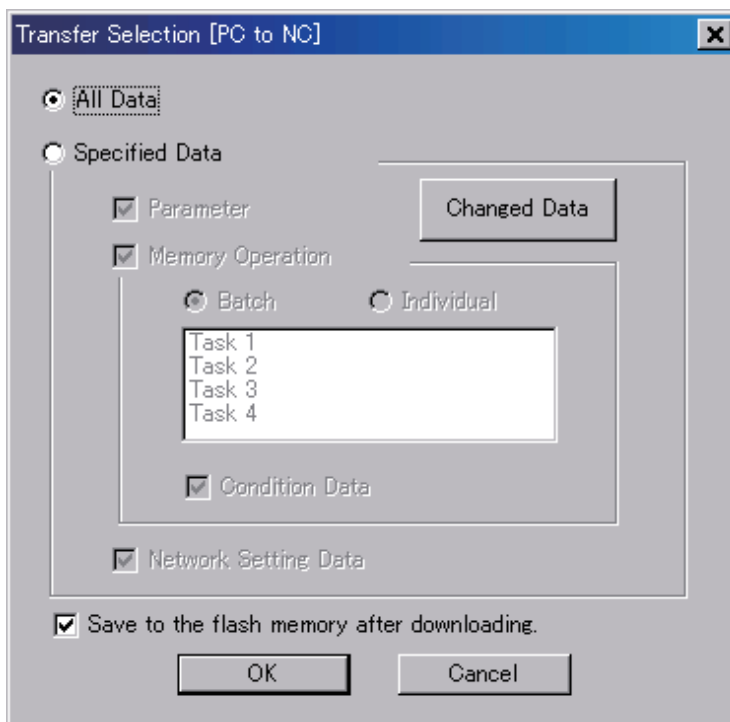 Transfer Selection [PC to NC]
All Data
Specified Data
Parameter
Changed Data
Memory Operation
Batch
Individual
Task 1
Task 2
Task 3
Task 4
Condition Data
Network Setting Data
Save to the flash memory after downloading.
OK
Cancel